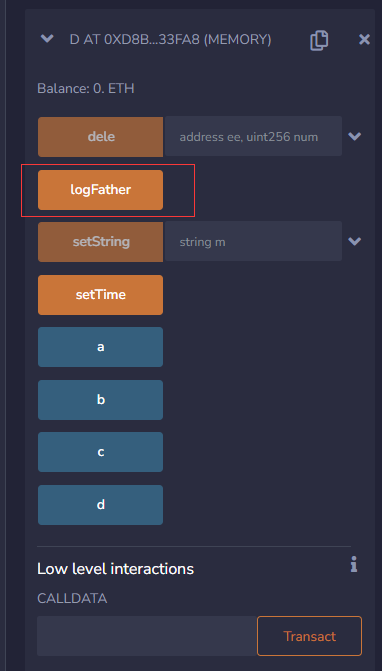 D AT 0XD8B...33FA8 (MEMORY)
Balance: 0. ETH
dele address ee, uint256 num
logFather
setString string m
setTime
a
b
c
d
Low level interactions
CALLDATA
Transact